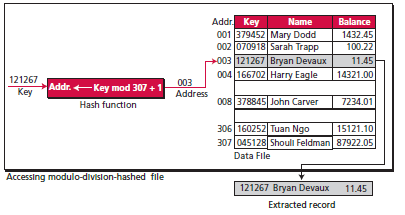 Addr. Key Name Balance
001 379452 Mary Dodd 1432.45
002 070918 Sarah Trapp 100.22
003 121267 Bryan Devaux 11.45
004 166702 Harry Eagle 14321.00
008 378845 John Carver 7234.01
306 160252 Tuan Ngo 15121.10
307 045128 Shouli Feldman 87922.05
Data File
121267
Key
Addr. ← Key mod 307 + 1
Hash function
003
Address
Accessing modulo-division-hashed file
121267 Bryan Devaux 11.45
Extracted record